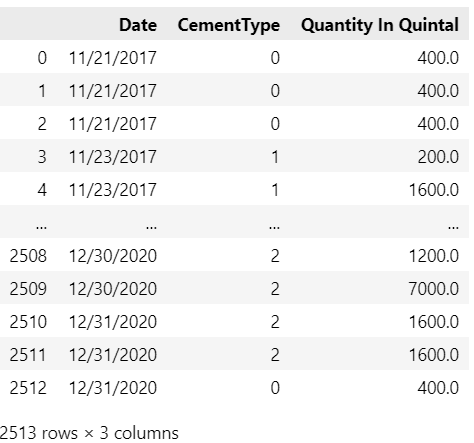 Date CementType Quantity In Quintal
0 11/21/2017 0 400.0
1 11/21/2017 0 400.0
2 11/21/2017 0 400.0
3 11/23/2017 1 200.0
4 11/23/2017 1 1600.0
... ... ... ...
2508 12/30/2020 2 1200.0
2509 12/30/2020 2 7000.0
2510 12/31/2020 2 1600.0
2511 12/31/2020 2 1600.0
2512 12/31/2020 0 400.0
2513 rows × 3 columns